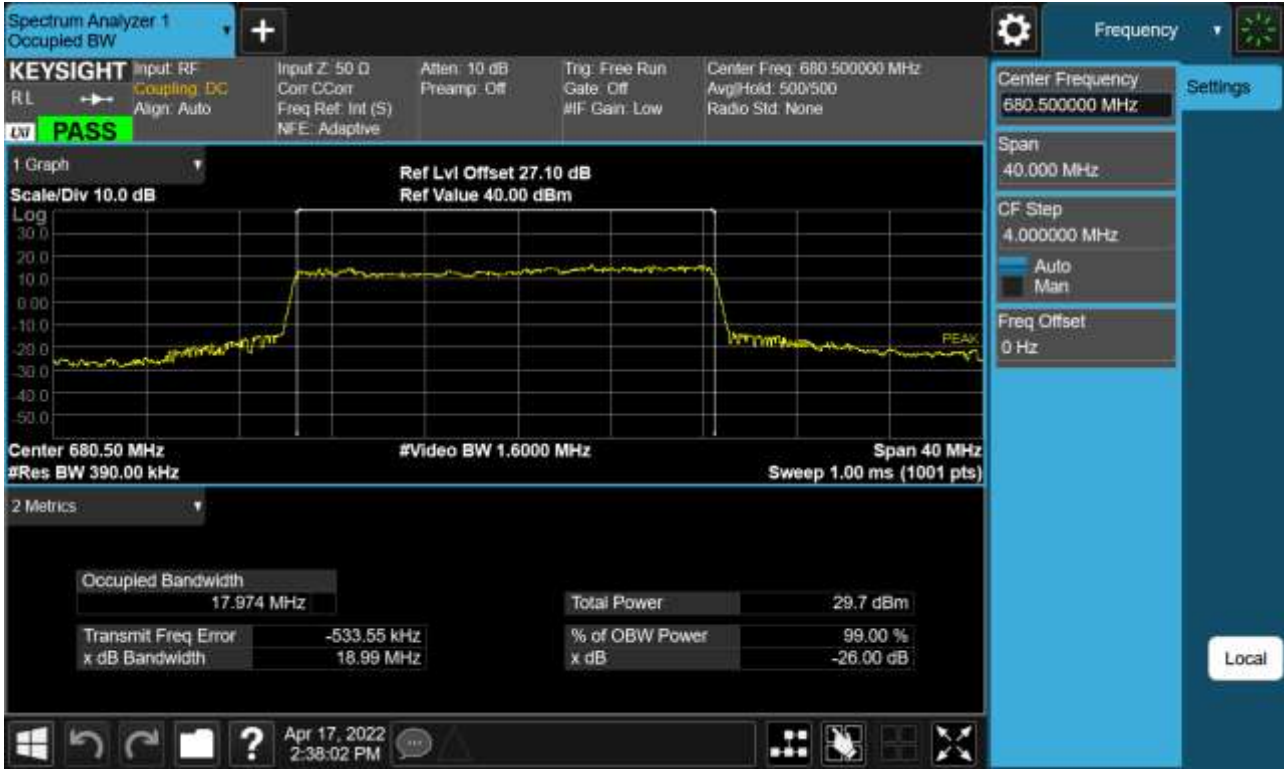 Spectrum Analyzer 1
Occupied BW
+
Frequency
KEYSIGHT
RL
LXI
PASS
Input: RF
Coupling: DC
Align: Auto
Input Z: 50 Ω
Corr CCorr
Freq Ref: Int (S)
NFE: Adaptive
Atten: 10 dB
Preamp: Off
Trig: Free Run
Gate: Off
#IF Gain: Low
Center Freq: 680.500000 MHz
Avg|Hold: 500/500
Radio Std: None
Center Frequency
680.500000 MHz
Settings
Span
40.000 MHz
CF Step
4.000000 MHz
Auto
Man
Freq Offset
0 Hz
1 Graph
Scale/Div 10.0 dB
Ref Lvl Offset 27.10 dB
Ref Value 40.00 dBm
Log
30.0
20.0
10.0
0.00
-10.0
-20.0
-30.0
-40.0
-50.0
PEAK
Center 680.50 MHz
#Video BW 1.6000 MHz
Span 40 MHz
#Res BW 390.00 kHz
Sweep 1.00 ms (1001 pts)
2 Metrics
Occupied Bandwidth
17.974 MHz
Total Power 29.7 dBm
Transmit Freq Error -533.55 kHz
% of OBW Power 99.00 %
x dB Bandwidth 18.99 MHz
x dB -26.00 dB
Local
?
Apr 17, 2022
2:38:02 PM